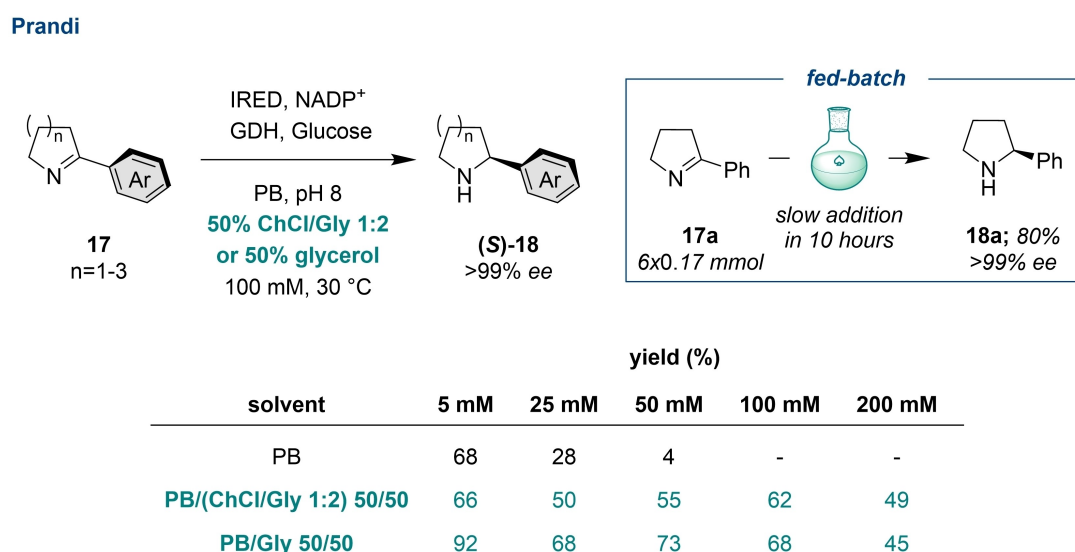 Prandi
IRED, NADP+
GDH, Glucose
PB, pH 8
50% ChCl/Gly 1:2
or 50% glycerol
100 mM, 30 °C
( )n
N
Ar
17
n=1-3
( )n
N
H
Ar
(S)-18
>99% ee
fed-batch
N
Ph
17a
6x0.17 mmol
slow addition
in 10 hours
N
H
Ph
18a; 80%
>99% ee
yield (%)
solvent 5 mM 25 mM 50 mM 100 mM 200 mM
PB 68 28 4 - -
PB/(ChCl/Gly 1:2) 50/50 66 50 55 62 49
PB/Gly 50/50 92 68 73 68 45